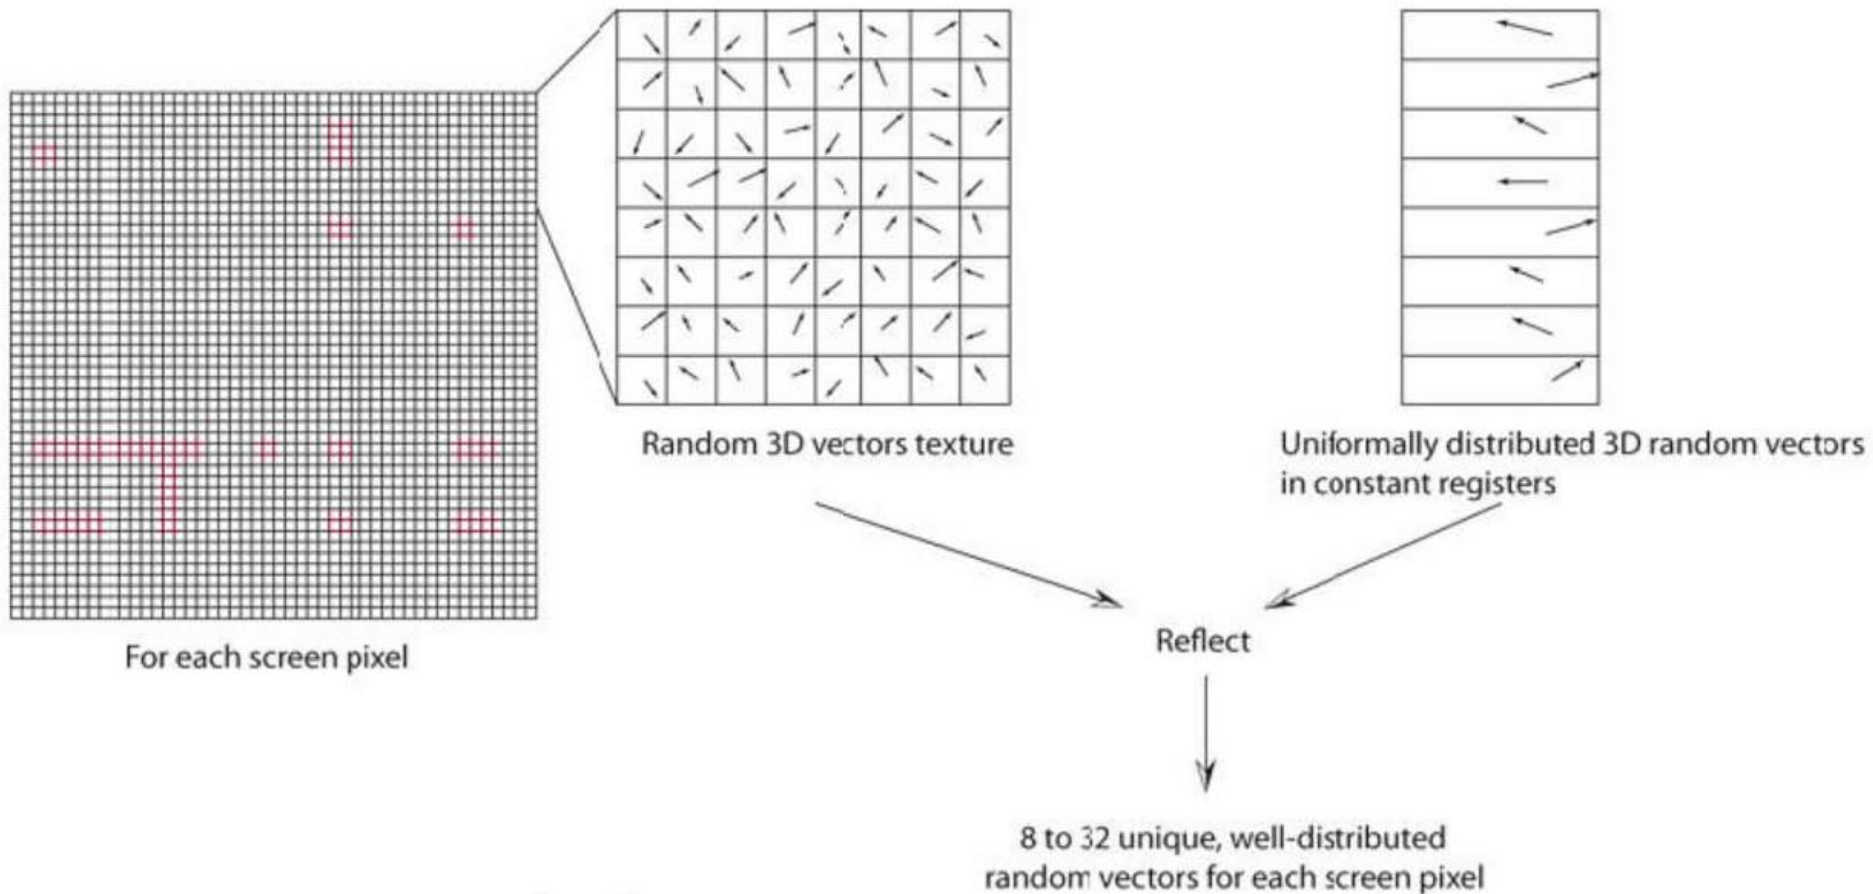 Random 3D vectors texture
Uniformally distributed 3D random vectors
in constant registers
For each screen pixel
Reflect
8 to 32 unique, well-distributed
random vectors for each screen pixel